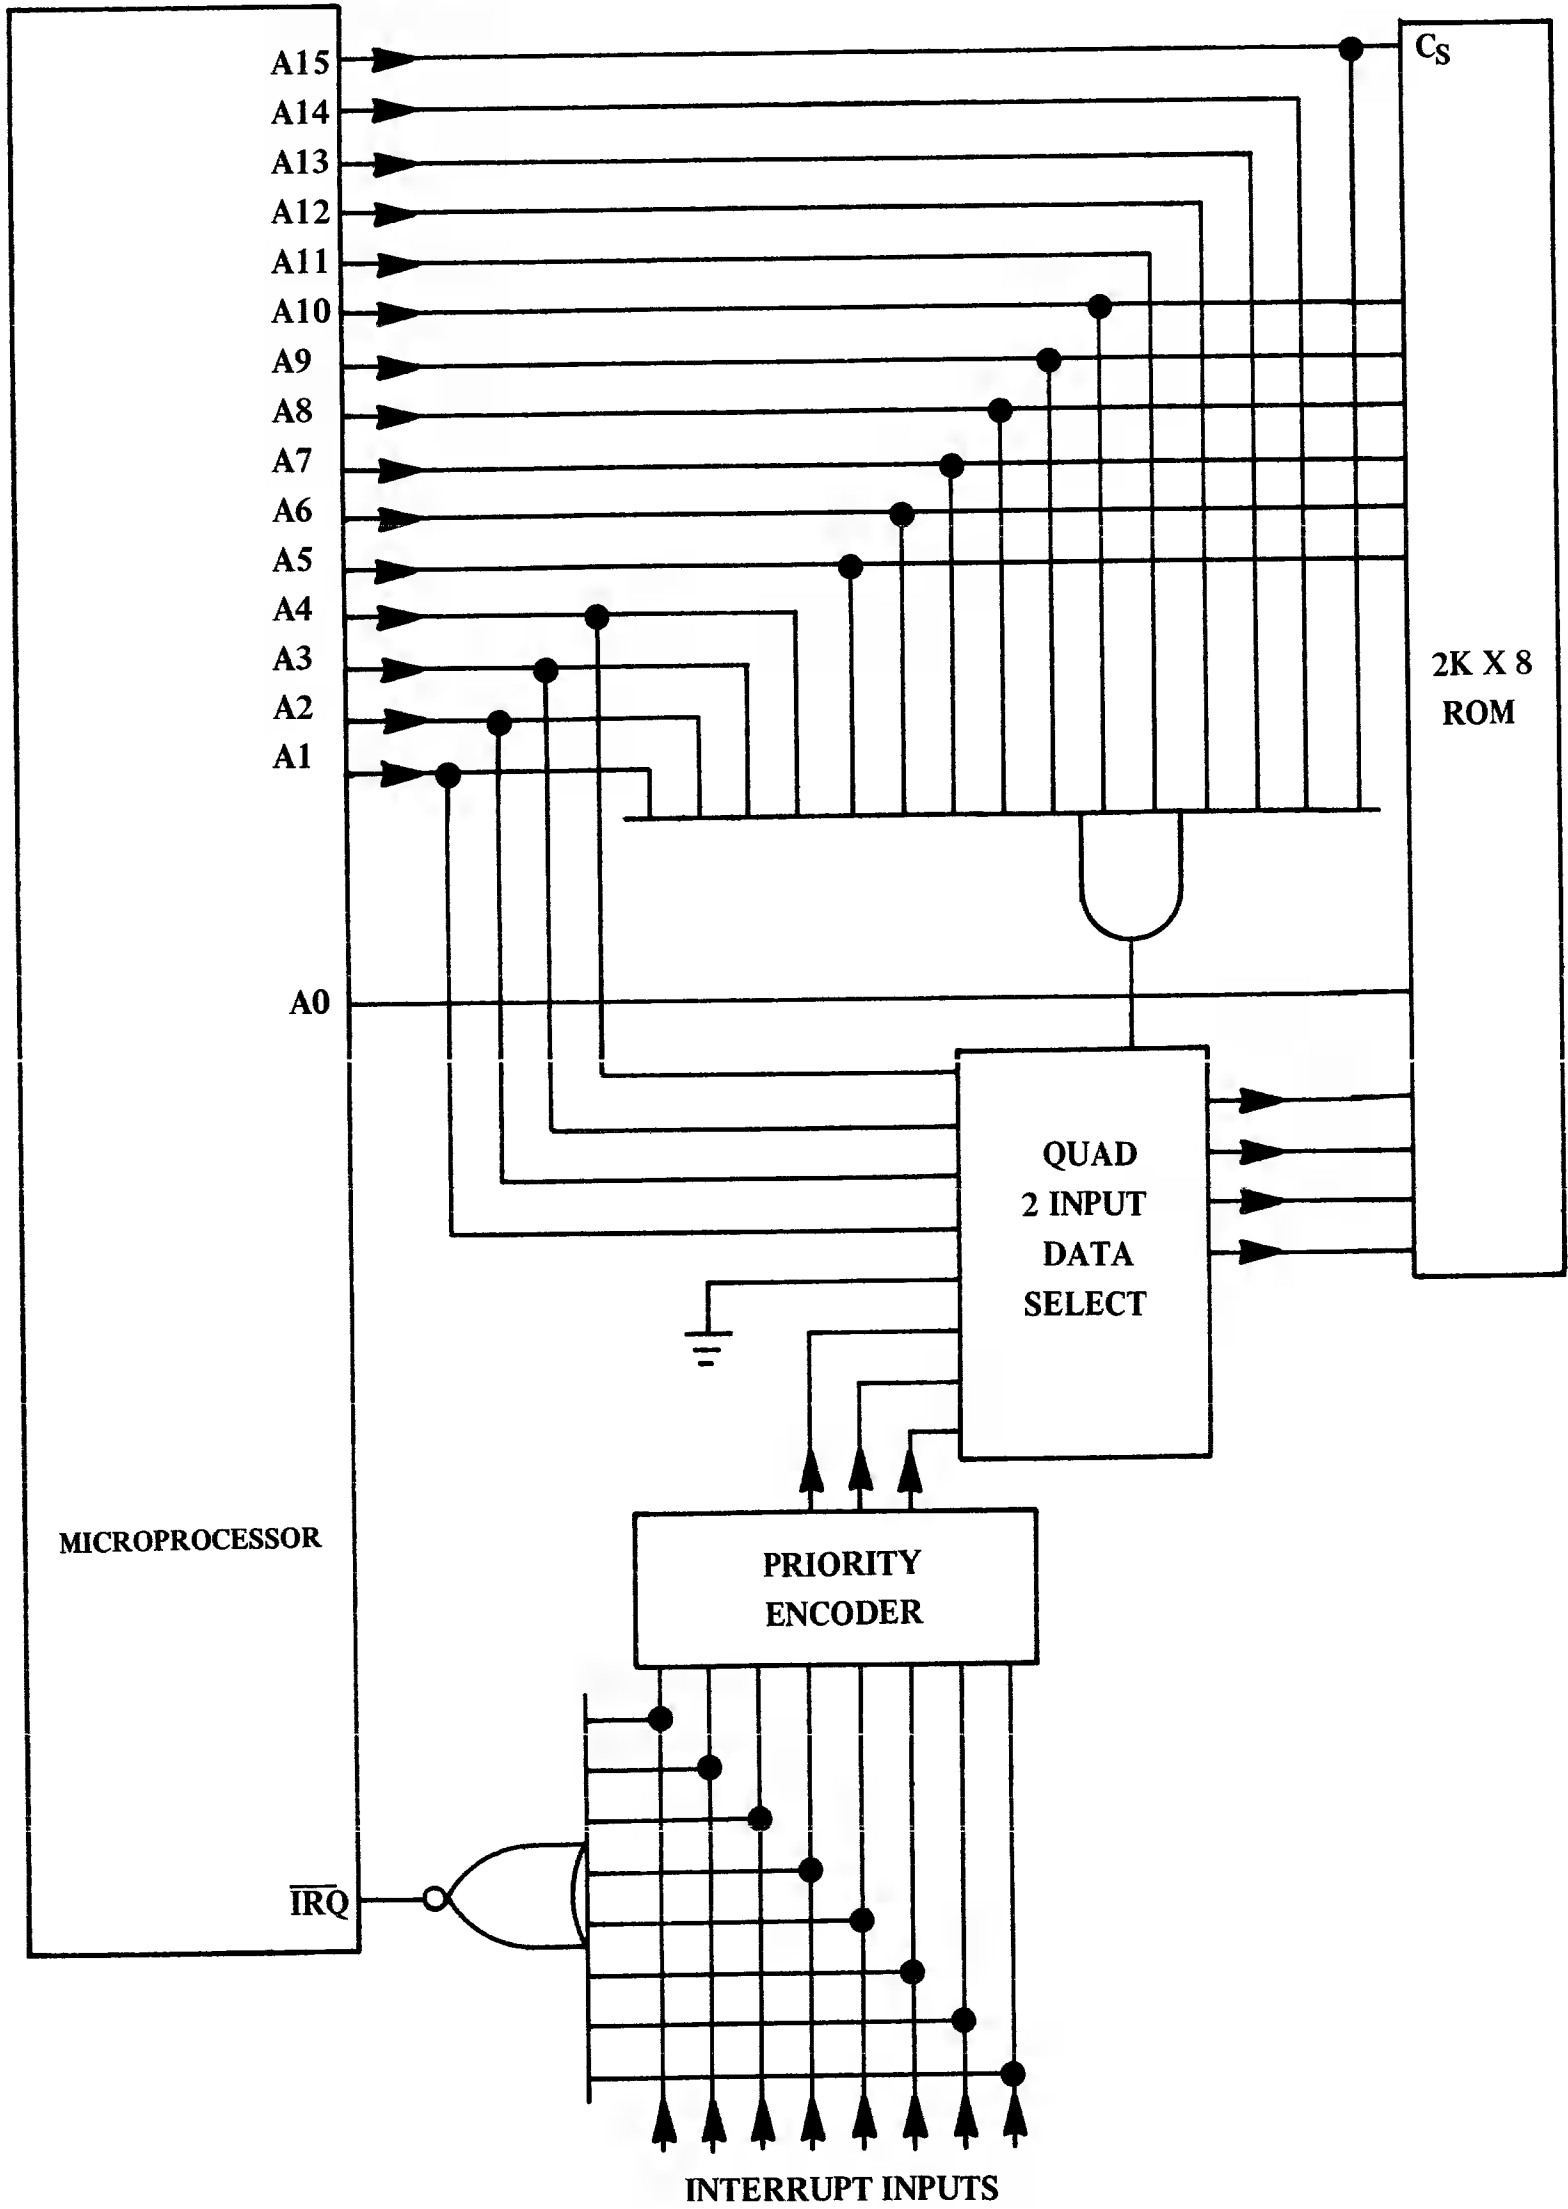 A15
A14
A13
A12
A11
A10
A9
A8
A7
A6
A5
A4
A3
A2
A1
A0
CS
2K X 8
ROM
QUAD
2 INPUT
DATA
SELECT
MICROPROCESSOR
PRIORITY
ENCODER
IRQ
INTERRUPT INPUTS